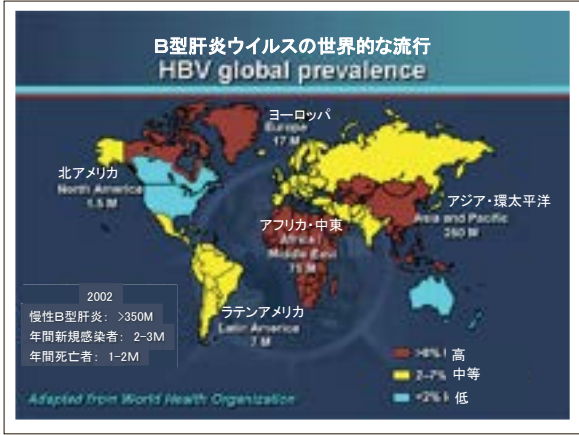 B型肝炎ウイルスの世界的な流行
HBV global prevalence
ヨーロッパ
Europe
17 M
北アメリカ
North America
1.5 M
アジア・環太平洋
Asia and Pacific
アフリカ・中東
Africa /
Middle East
ラテンアメリカ
Latin America
7 M
2002
慢性B型肝炎: >350M
年間新規感染者: 2-3M
年間死亡者: 1-2M
高
2–7% 中等
低
Adapted from World Health Organization